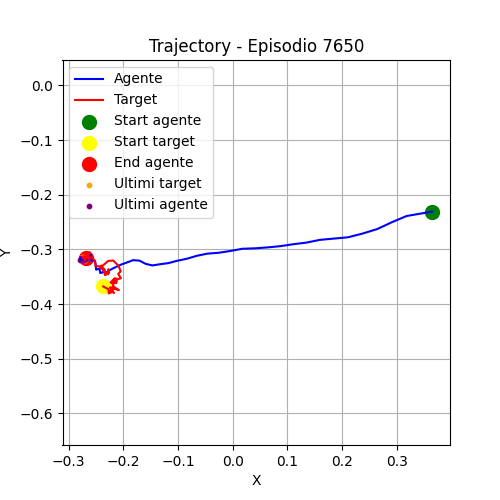 Trajectory - Episodio 7650
Agente
Target
Start agente
Start target
End agente
Ultimi target
Ultimi agente
0.0
−0.1
−0.2
−0.3
−0.4
−0.5
−0.6
Y
−0.3
−0.2
−0.1
0.0
0.1
0.2
0.3
X